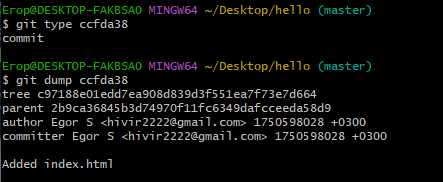 Егор@DESKTOP-FAKBSAO MINGW64 ~/Desktop/hello (master)
$ git type ccfda38
commit

Егор@DESKTOP-FAKBSAO MINGW64 ~/Desktop/hello (master)
$ git dump ccfda38
tree c97188e01edd7ea908d839d3f551ea7f73e7d664
parent 2b9ca36845b3d74970f11fc6349dafcceeda58d9
author Egor S <hivir2222@gmail.com> 1750598028 +0300
committer Egor S <hivir2222@gmail.com> 1750598028 +0300

Added index.html